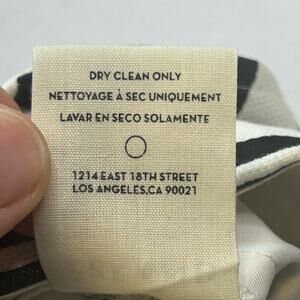 DRY CLEAN ONLY
NETTOYAGE À SEC UNIQUEMENT
LAVAR EN SECO SOLAMENTE
1214 EAST 18TH STREET
LOS ANGELES,CA 90021